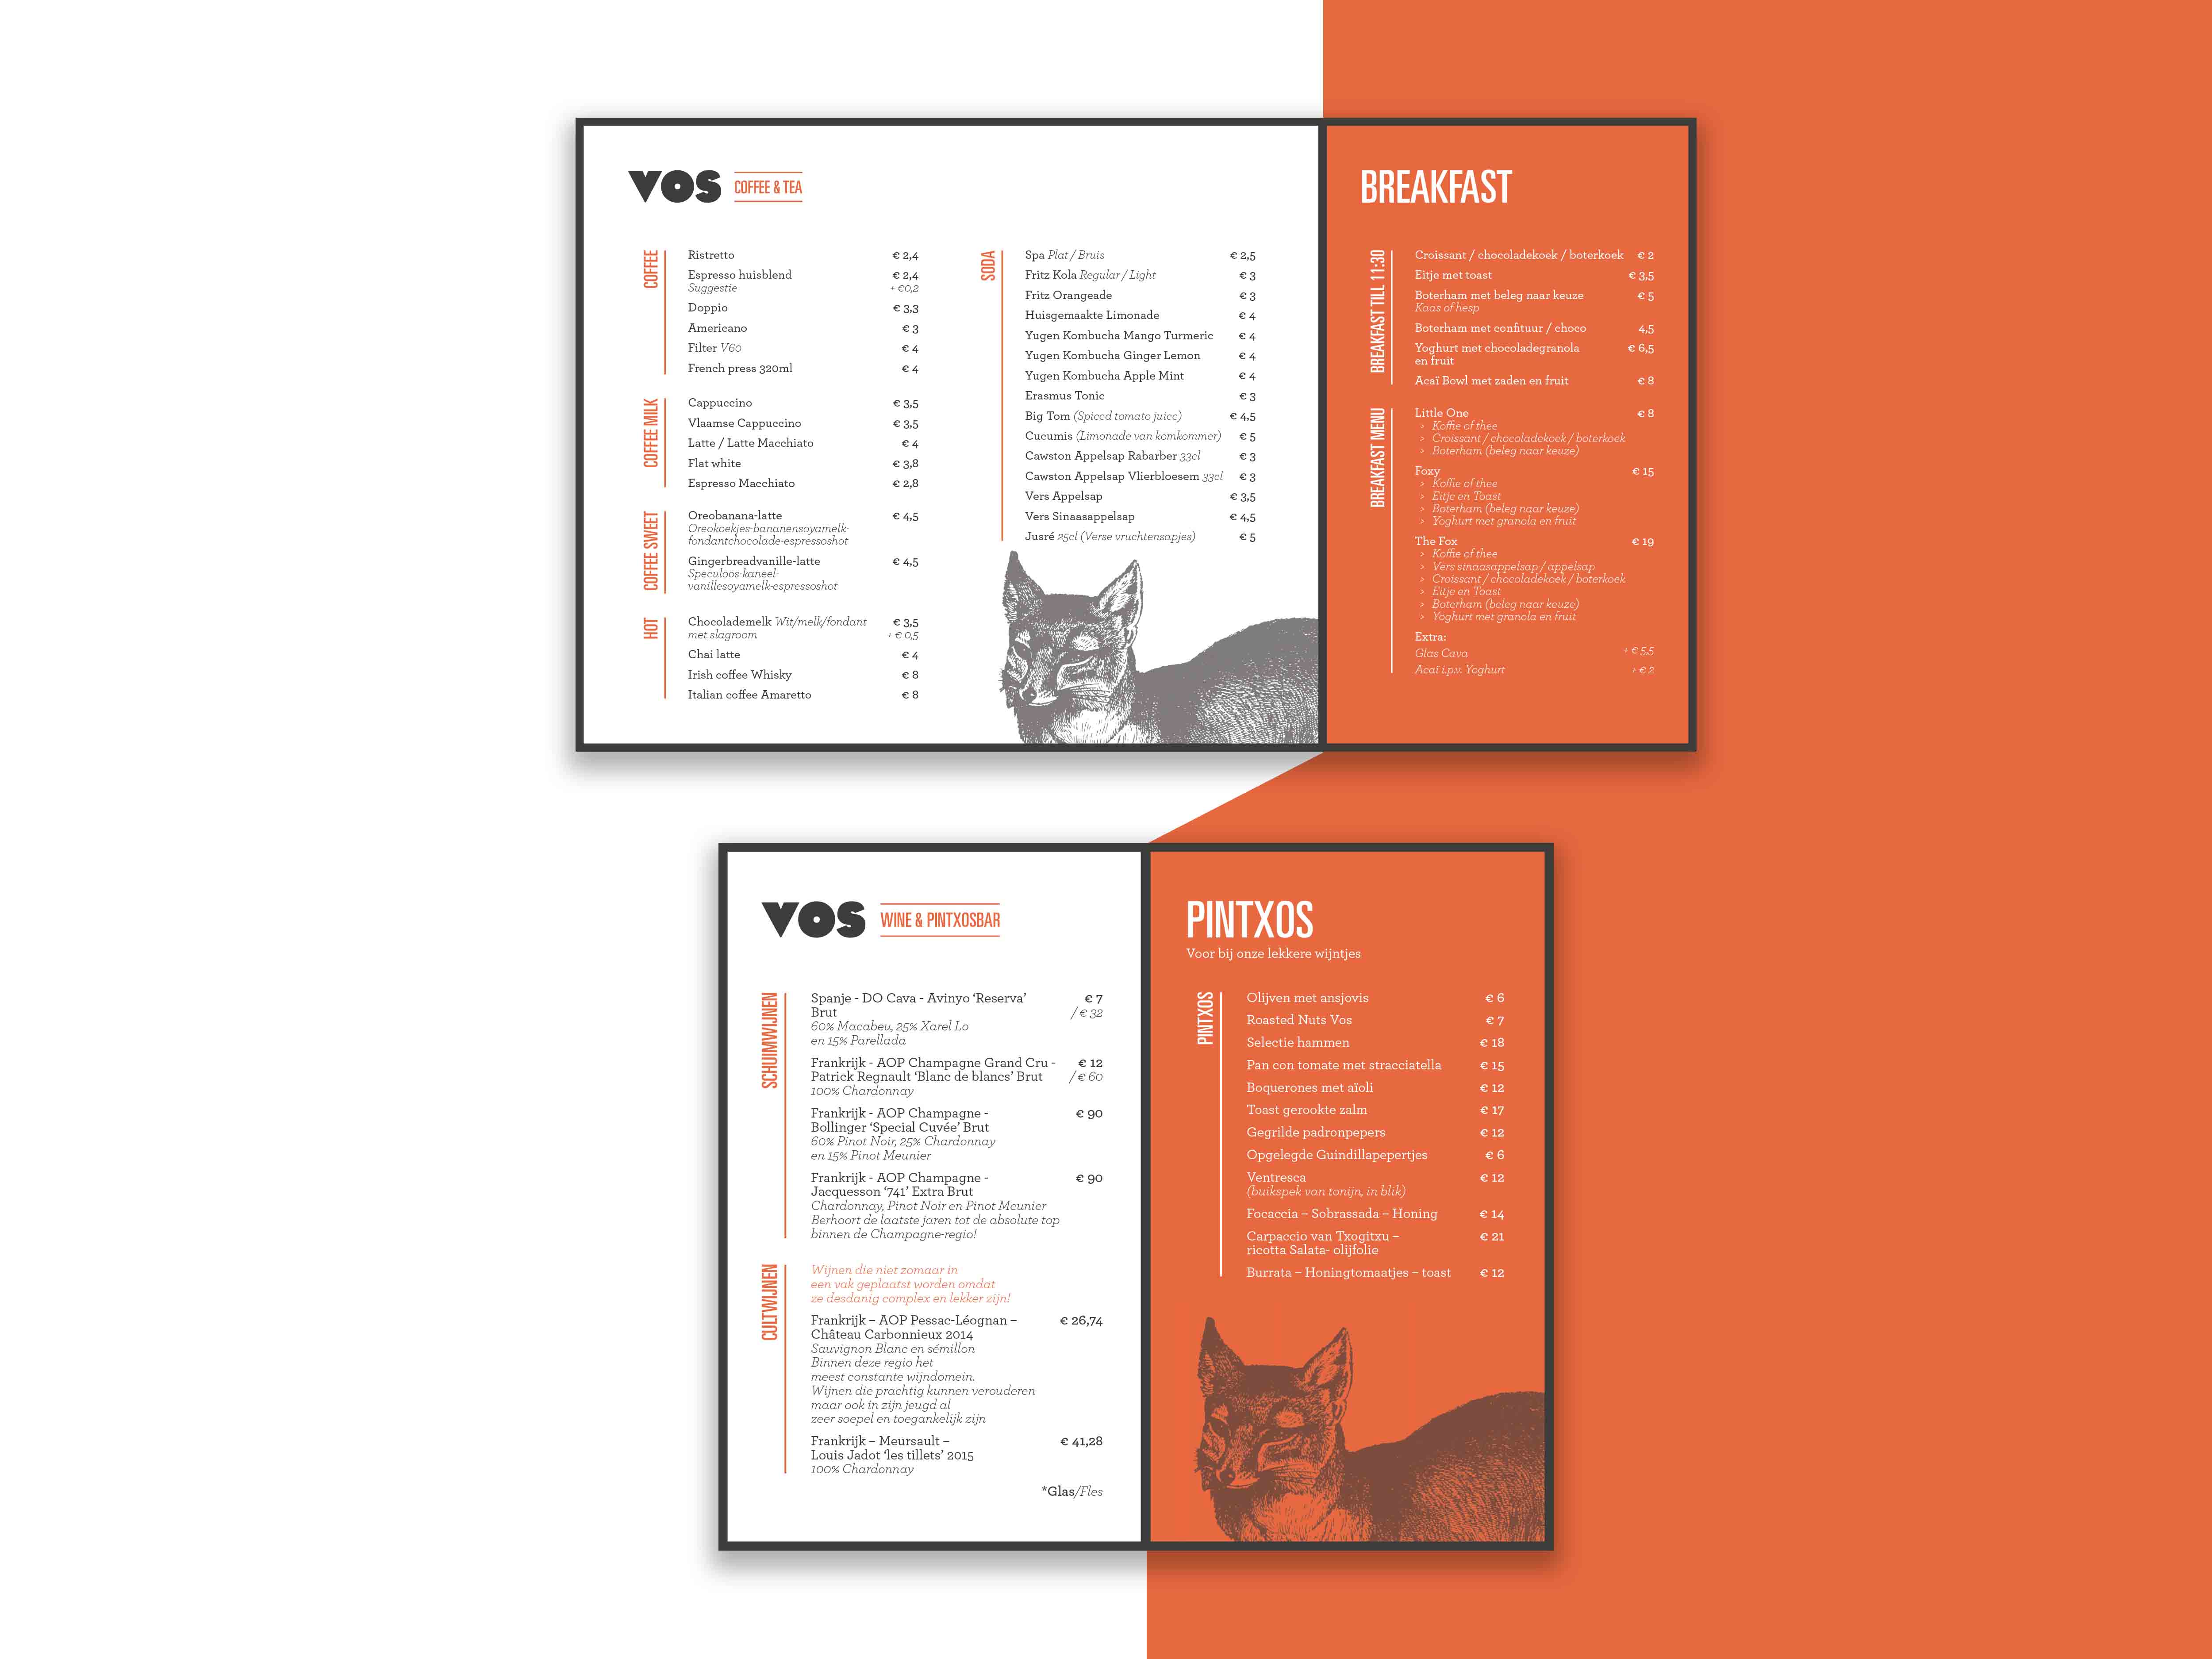 VOS COFFEE & TEA
COFFEE
Ristretto € 2,4
Espresso huisblend € 2,4
Suggestie + €0,2
Doppio € 3,3
Americano € 3
Filter V60 € 4
French press 320ml € 4
COFFEE MILK
Cappuccino € 3,5
Vlaamse Cappuccino € 3,5
Latte / Latte Macchiato € 4
Flat white € 3,8
Espresso Macchiato € 2,8
COFFEE SWEET
Oreobanana-latte € 4,5
Oreokoekjes-bananensoyamelk-
fondantchocolade-espressoshot
Gingerbreadvanille-latte € 4,5
Speculoos-kaneel-
vanillesoyamelk-espressoshot
HOT
Chocolademelk Wit/melk/fondant € 3,5
met slagroom + € 0,5
Chai latte € 4
Irish coffee Whisky € 8
Italian coffee Amaretto € 8
SODA
Spa Plat / Bruis € 2,5
Fritz Kola Regular / Light € 3
Fritz Orangeade € 3
Huisgemaakte Limonade € 4
Yugen Kombucha Mango Turmeric € 4
Yugen Kombucha Ginger Lemon € 4
Yugen Kombucha Apple Mint € 4
Erasmus Tonic € 3
Big Tom (Spiced tomato juice) € 4,5
Cucumis (Limonade van komkommer) € 5
Cawston Appelsap Rabarber 33cl € 3
Cawston Appelsap Vlierbloesem 33cl € 3
Vers Appelsap € 3,5
Vers Sinaasappelsap € 4,5
Jusré 25cl (Verse vruchtensapjes) € 5
BREAKFAST
BREAKFAST TILL 11:30
Croissant / chocoladekoek / boterkoek € 2
Eitje met toast € 3,5
Boterham met beleg naar keuze € 5
Kaas of hesp
Boterham met confituur / choco 4,5
Yoghurt met chocoladegranola € 6,5
en fruit
Acaï Bowl met zaden en fruit € 8
BREAKFAST MENU
Little One € 8
> Koffie of thee
> Croissant / chocoladekoek / boterkoek
> Boterham (beleg naar keuze)
Foxy € 15
> Koffie of thee
> Eitje en Toast
> Boterham (beleg naar keuze)
> Yoghurt met granola en fruit
The Fox € 19
> Koffie of thee
> Vers sinaasappelsap / appelsap
> Croissant / chocoladekoek / boterkoek
> Eitje en Toast
> Boterham (beleg naar keuze)
> Yoghurt met granola en fruit
Extra:
Glas Cava + € 5,5
Acaï i.p.v. Yoghurt + € 2
VOS WINE & PINTXOSBAR
SCHUIMWIJNEN
Spanje - DO Cava - Avinyo ‘Reserva’ € 7
Brut / € 32
60% Macabeu, 25% Xarel Lo
en 15% Parellada
Frankrijk - AOP Champagne Grand Cru - € 12
Patrick Regnault ‘Blanc de blancs’ Brut / € 60
100% Chardonnay
Frankrijk - AOP Champagne - € 90
Bollinger ‘Special Cuvée’ Brut
60% Pinot Noir, 25% Chardonnay
en 15% Pinot Meunier
Frankrijk - AOP Champagne - € 90
Jacquesson ‘741’ Extra Brut
Chardonnay, Pinot Noir en Pinot Meunier
Berhoort de laatste jaren tot de absolute top
binnen de Champagne-regio!
CULTWIJNEN
Wijnen die niet zomaar in
een vak geplaatst worden omdat
ze desdanig complex en lekker zijn!
Frankrijk – AOP Pessac-Léognan – € 26,74
Château Carbonnieux 2014
Sauvignon Blanc en sémillon
Binnen deze regio het
meest constante wijndomein.
Wijnen die prachtig kunnen verouderen
maar ook in zijn jeugd al
zeer soepel en toegankelijk zijn
Frankrijk – Meursault – € 41,28
Louis Jadot ‘les tillets’ 2015
100% Chardonnay
*Glas/Fles
PINTXOS
Voor bij onze lekkere wijntjes
PINTXOS
Olijven met ansjovis € 6
Roasted Nuts Vos € 7
Selectie hammen € 18
Pan con tomate met stracciatella € 15
Boquerones met aïoli € 12
Toast gerookte zalm € 17
Gegrilde padronpepers € 12
Opgelegde Guindillapepertjes € 6
Ventresca € 12
(buikspek van tonijn, in blik)
Focaccia – Sobrassada – Honing € 14
Carpaccio van Txogitxu – € 21
ricotta Salata- olijfolie
Burrata – Honingtomaatjes – toast € 12